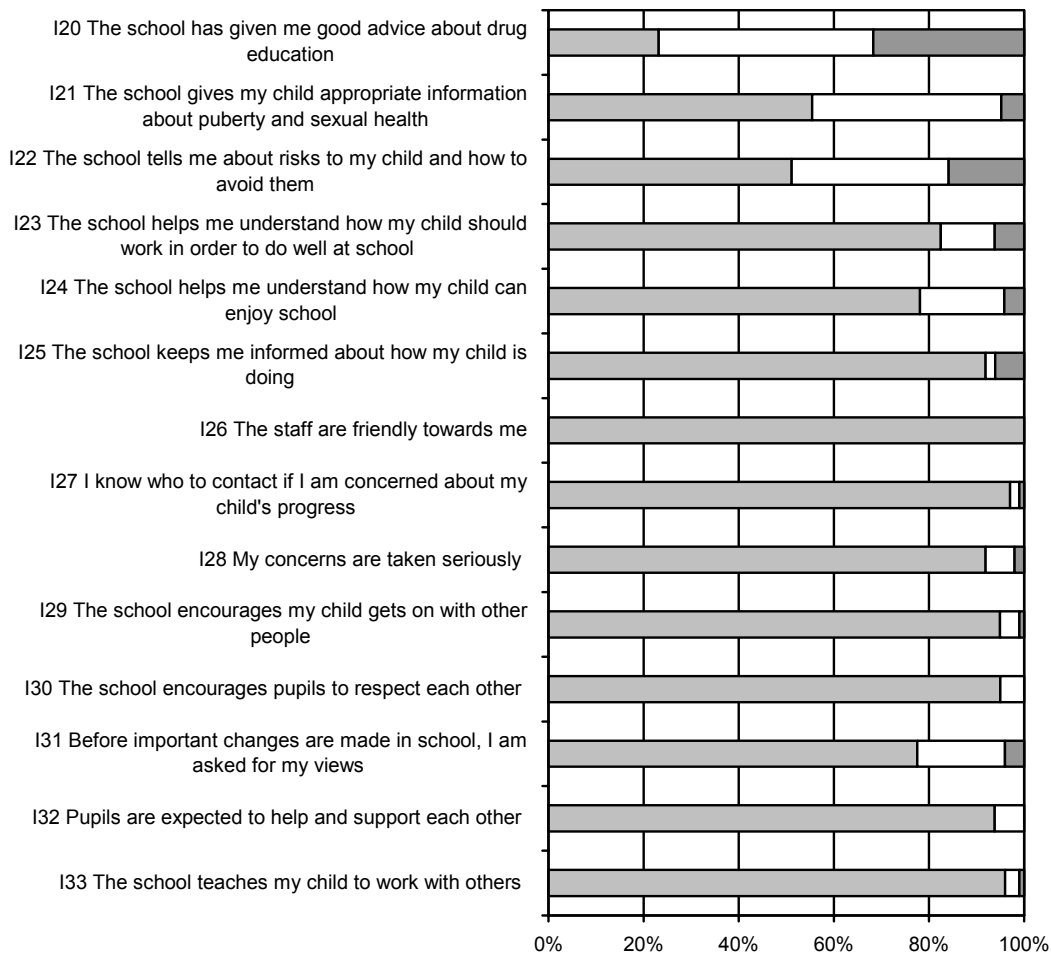 I20 The school has given me good advice about drug
education
I21 The school gives my child appropriate information
about puberty and sexual health
I22 The school tells me about risks to my child and how to
avoid them
I23 The school helps me understand how my child should
work in order to do well at school
I24 The school helps me understand how my child can
enjoy school
I25 The school keeps me informed about how my child is
doing
I26 The staff are friendly towards me
I27 I know who to contact if I am concerned about my
child's progress
I28 My concerns are taken seriously
I29 The school encourages my child gets on with other
people
I30 The school encourages pupils to respect each other
I31 Before important changes are made in school, I am
asked for my views
I32 Pupils are expected to help and support each other
I33 The school teaches my child to work with others
0% 20% 40% 60% 80% 100%